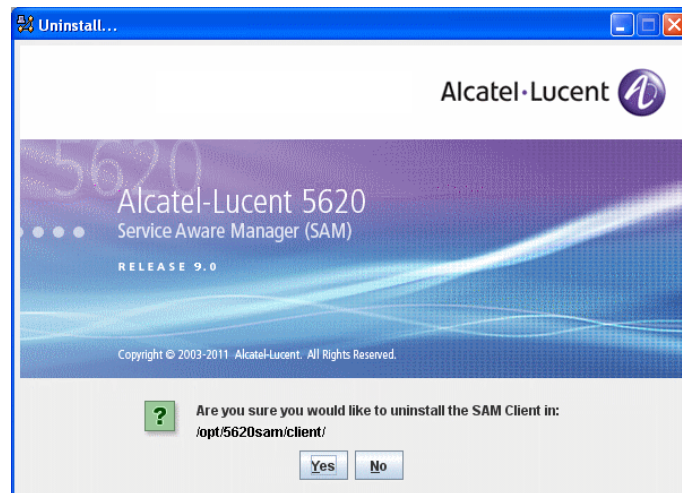 Uninstall...
Alcatel·Lucent
5620
Alcatel-Lucent 5620
Service Aware Manager (SAM)
RELEASE 9.0
Copyright © 2003-2011 Alcatel-Lucent. All Rights Reserved.
?
Are you sure you would like to uninstall the SAM Client in:
/opt/5620sam/client/
Yes No